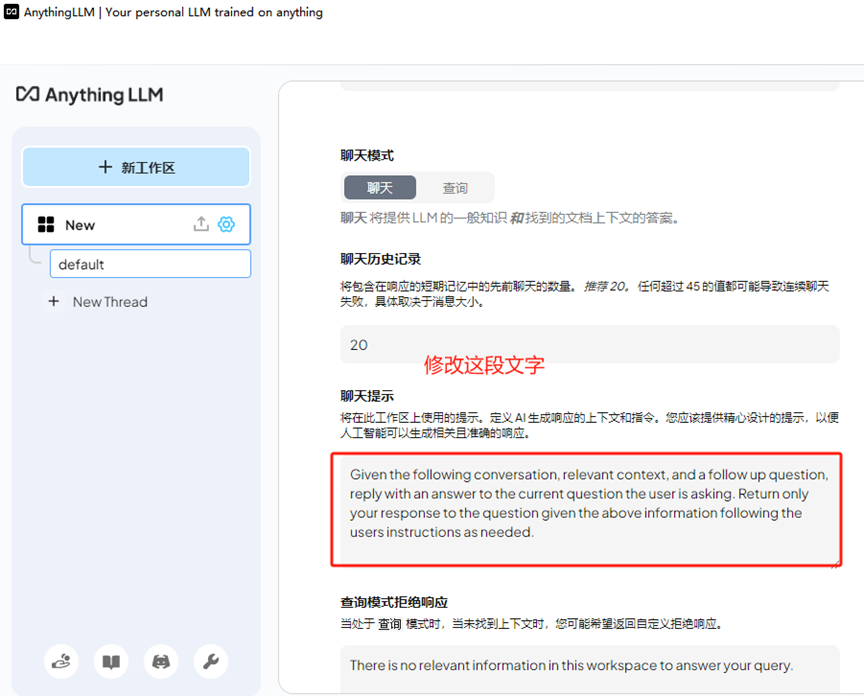 AnythingLLM | Your personal LLM trained on anything
Anything LLM
+ 新工作区
New
default
+ New Thread
聊天模式
聊天 查询
聊天 将提供 LLM 的一般知识 和 找到的文档上下文的答案。
聊天历史记录
将包含在响应的短期记忆中的先前聊天的数量。 推荐 20。 任何超过 45 的值都可能导致连续聊天
失败，具体取决于消息大小。
20
修改这段文字
聊天提示
将在此工作区上使用的提示。定义 AI 生成响应的上下文和指令。您应该提供精心设计的提示，以便
人工智能可以生成相关且准确的响应。
Given the following conversation, relevant context, and a follow up question,
reply with an answer to the current question the user is asking. Return only
your response to the question given the above information following the
users instructions as needed.
查询模式拒绝响应
当处于 查询 模式时，当未找到上下文时，您可能希望返回自定义拒绝响应。
There is no relevant information in this workspace to answer your query.